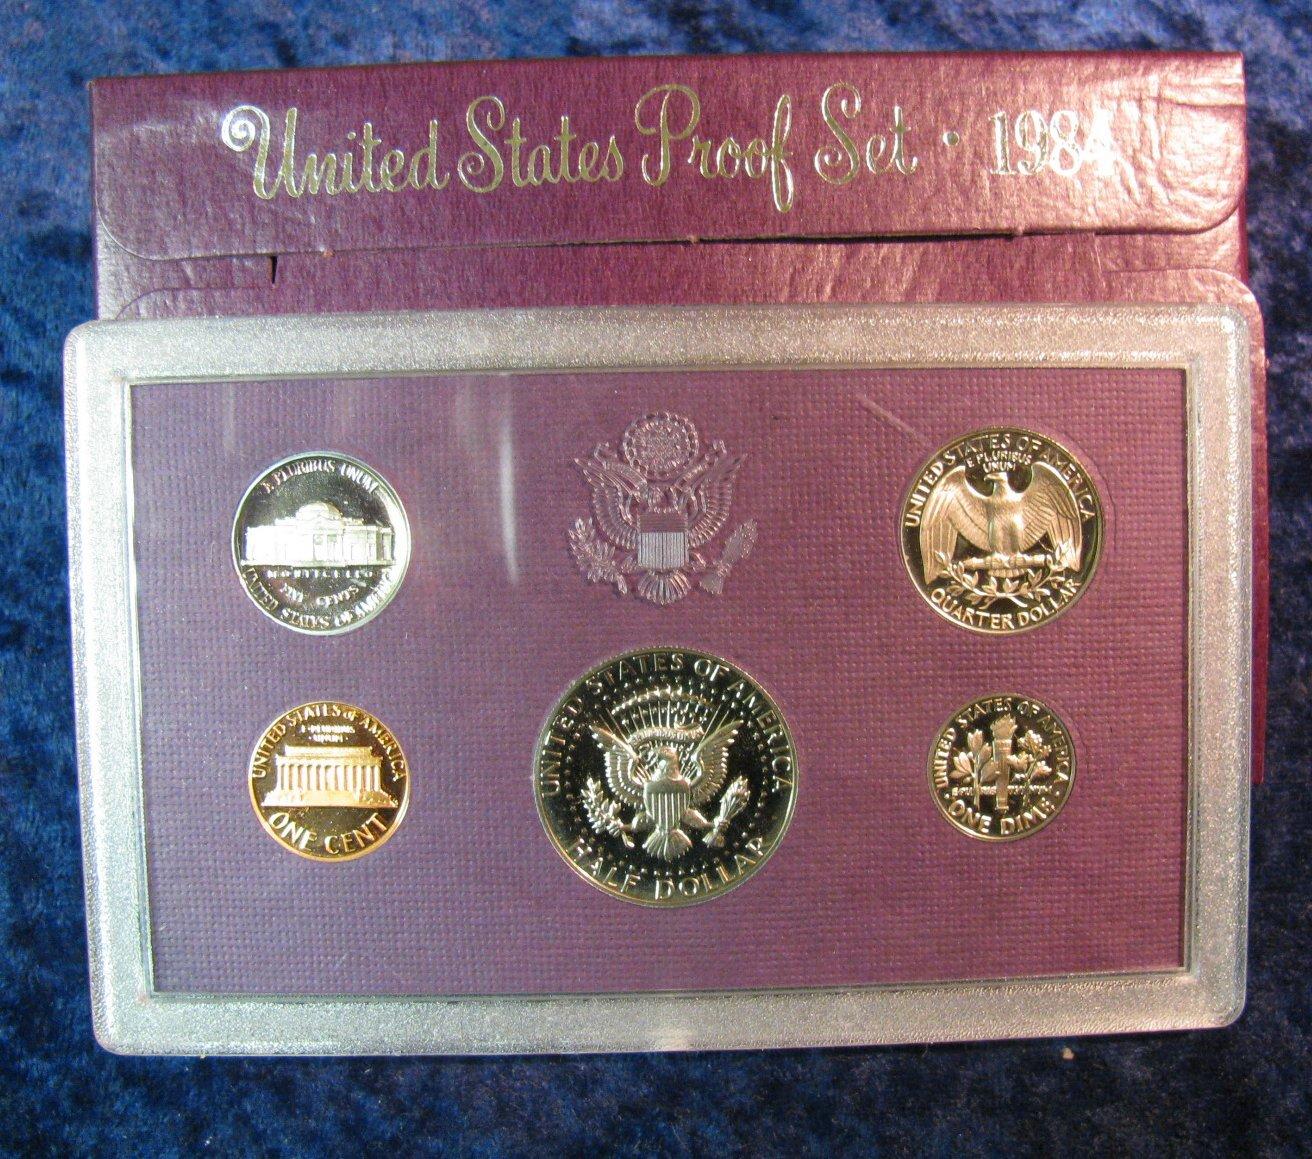 United States Proof Set · 1984
E PLURIBUS UNUM
MONTICELLO
FIVE CENTS
UNITED STATES OF AMERICA
UNITED STATES OF AMERICA
E PLURIBUS
UNUM
QUARTER DOLLAR
UNITED STATES OF AMERICA
E PLURIBUS
UNUM
ONE CENT
UNITED STATES OF AMERICA
HALF DOLLAR
UNITED STATES OF AMERICA
· ONE DIME ·